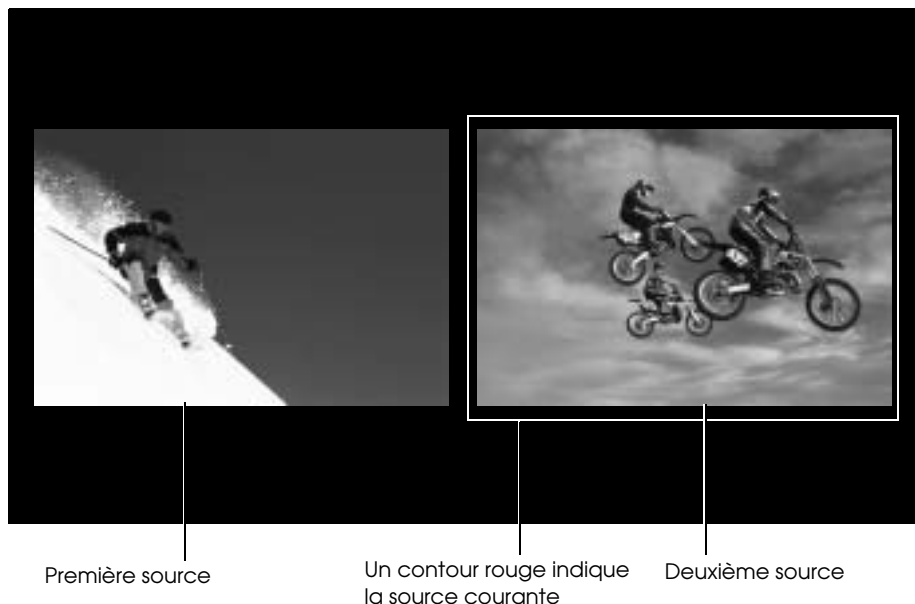 Première source
Un contour rouge indique
la source courante
Deuxième source